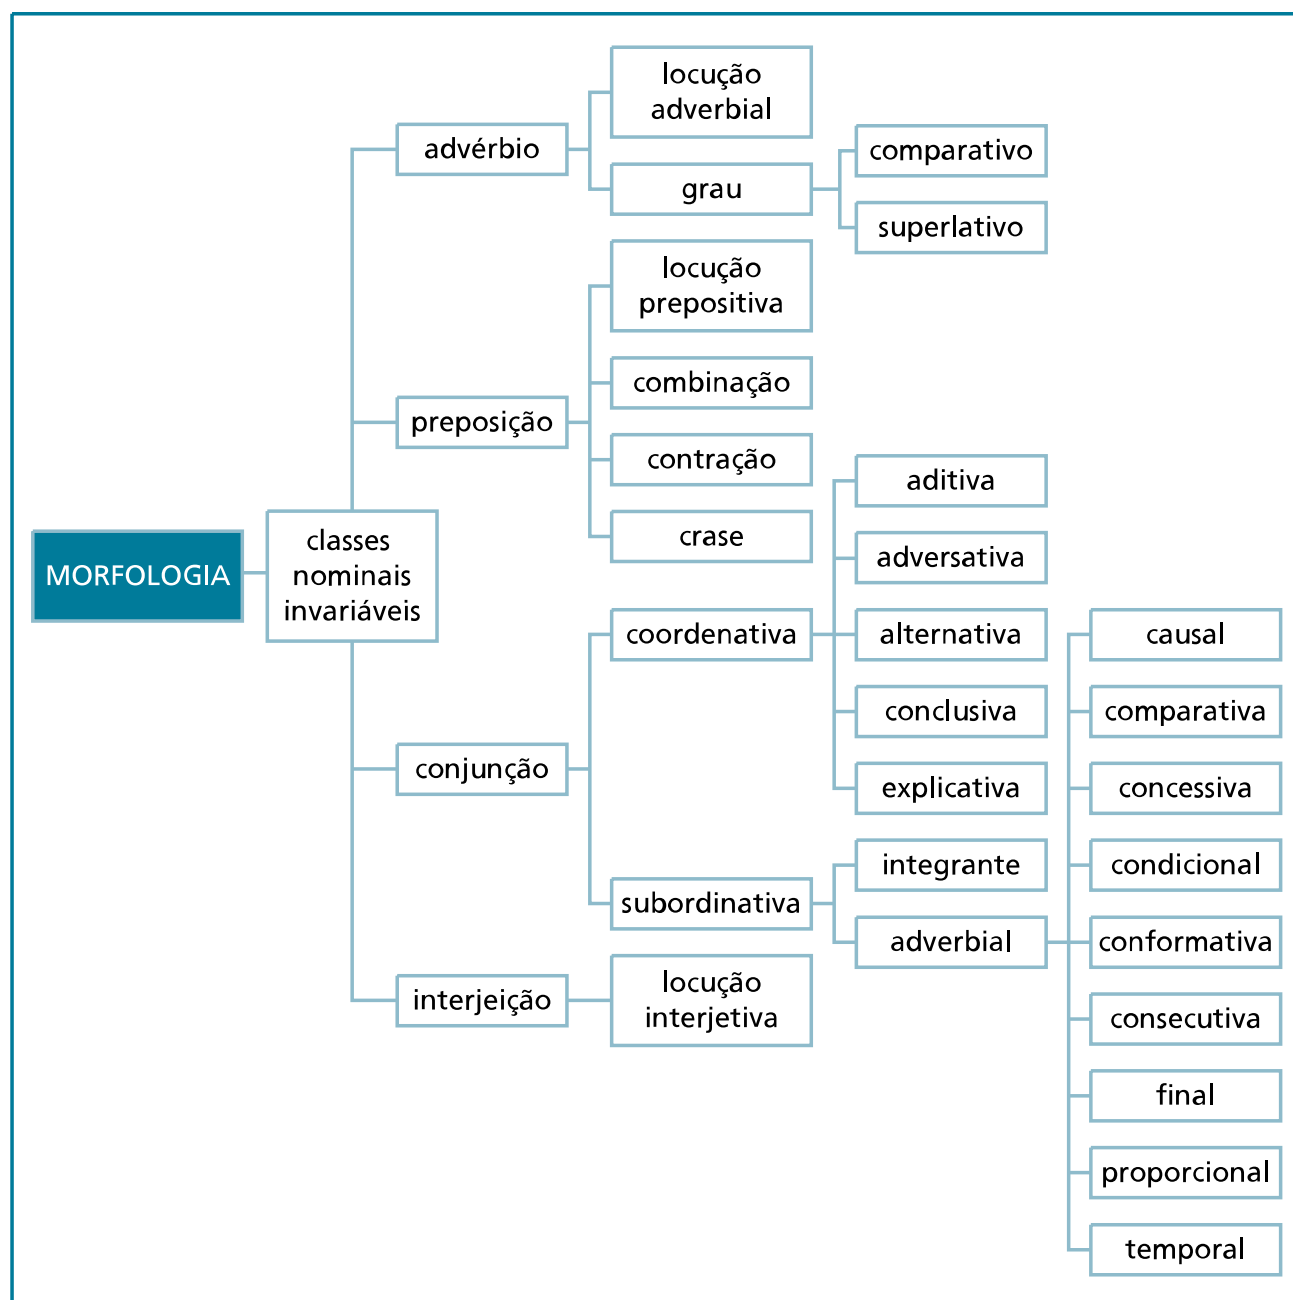 MORFOLOGIA
classes
nominais
invariáveis
advérbio
locução
adverbial
grau
comparativo
superlativo
preposição
locução
prepositiva
combinação
contração
crase
conjunção
coordenativa
aditiva
adversativa
alternativa
conclusiva
explicativa
subordinativa
integrante
adverbial
causal
comparativa
concessiva
condicional
conformativa
consecutiva
final
proporcional
temporal
interjeição
locução
interjetiva